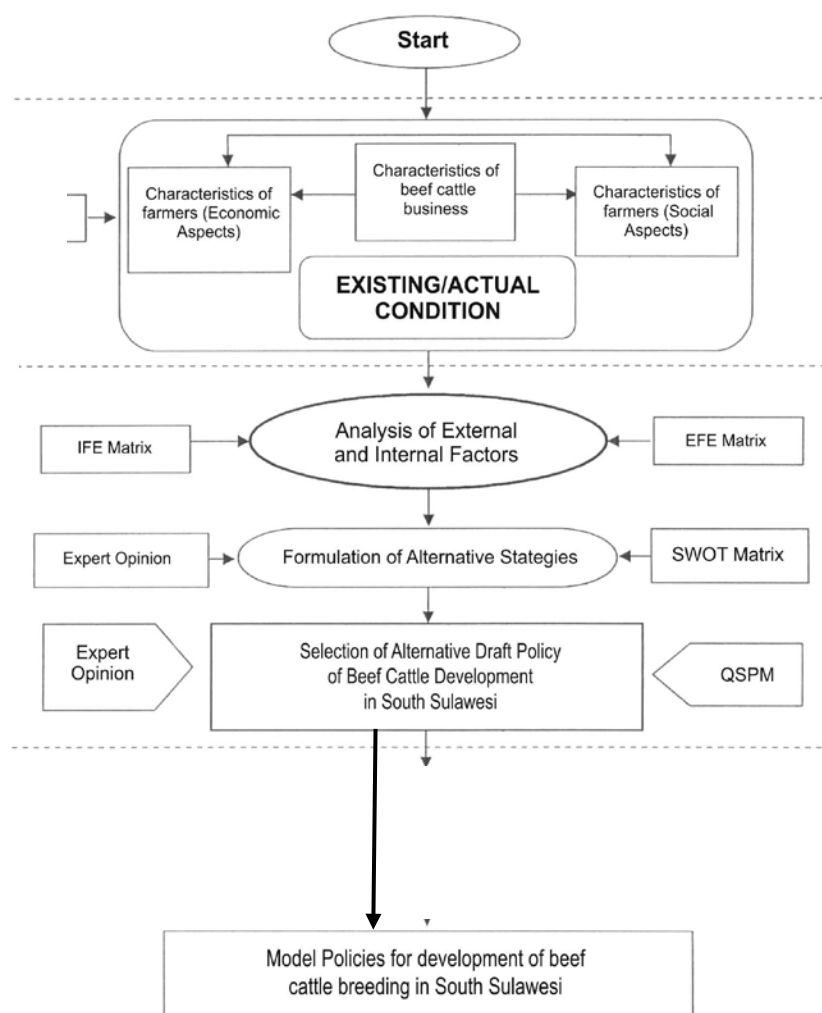 Start
Characteristics of
farmers (Economic
Aspects)
Characteristics of
beef cattle
business
Characteristics of
farmers (Social
Aspects)
EXISTING/ACTUAL
CONDITION
IFE Matrix
Analysis of External
and Internal Factors
EFE Matrix
Expert Opinion
Formulation of Alternative Stategies
SWOT Matrix
Expert
Opinion
Selection of Alternative Draft Policy
of Beef Cattle Development
in South Sulawesi
QSPM
Model Policies for development of beef
cattle breeding in South Sulawesi